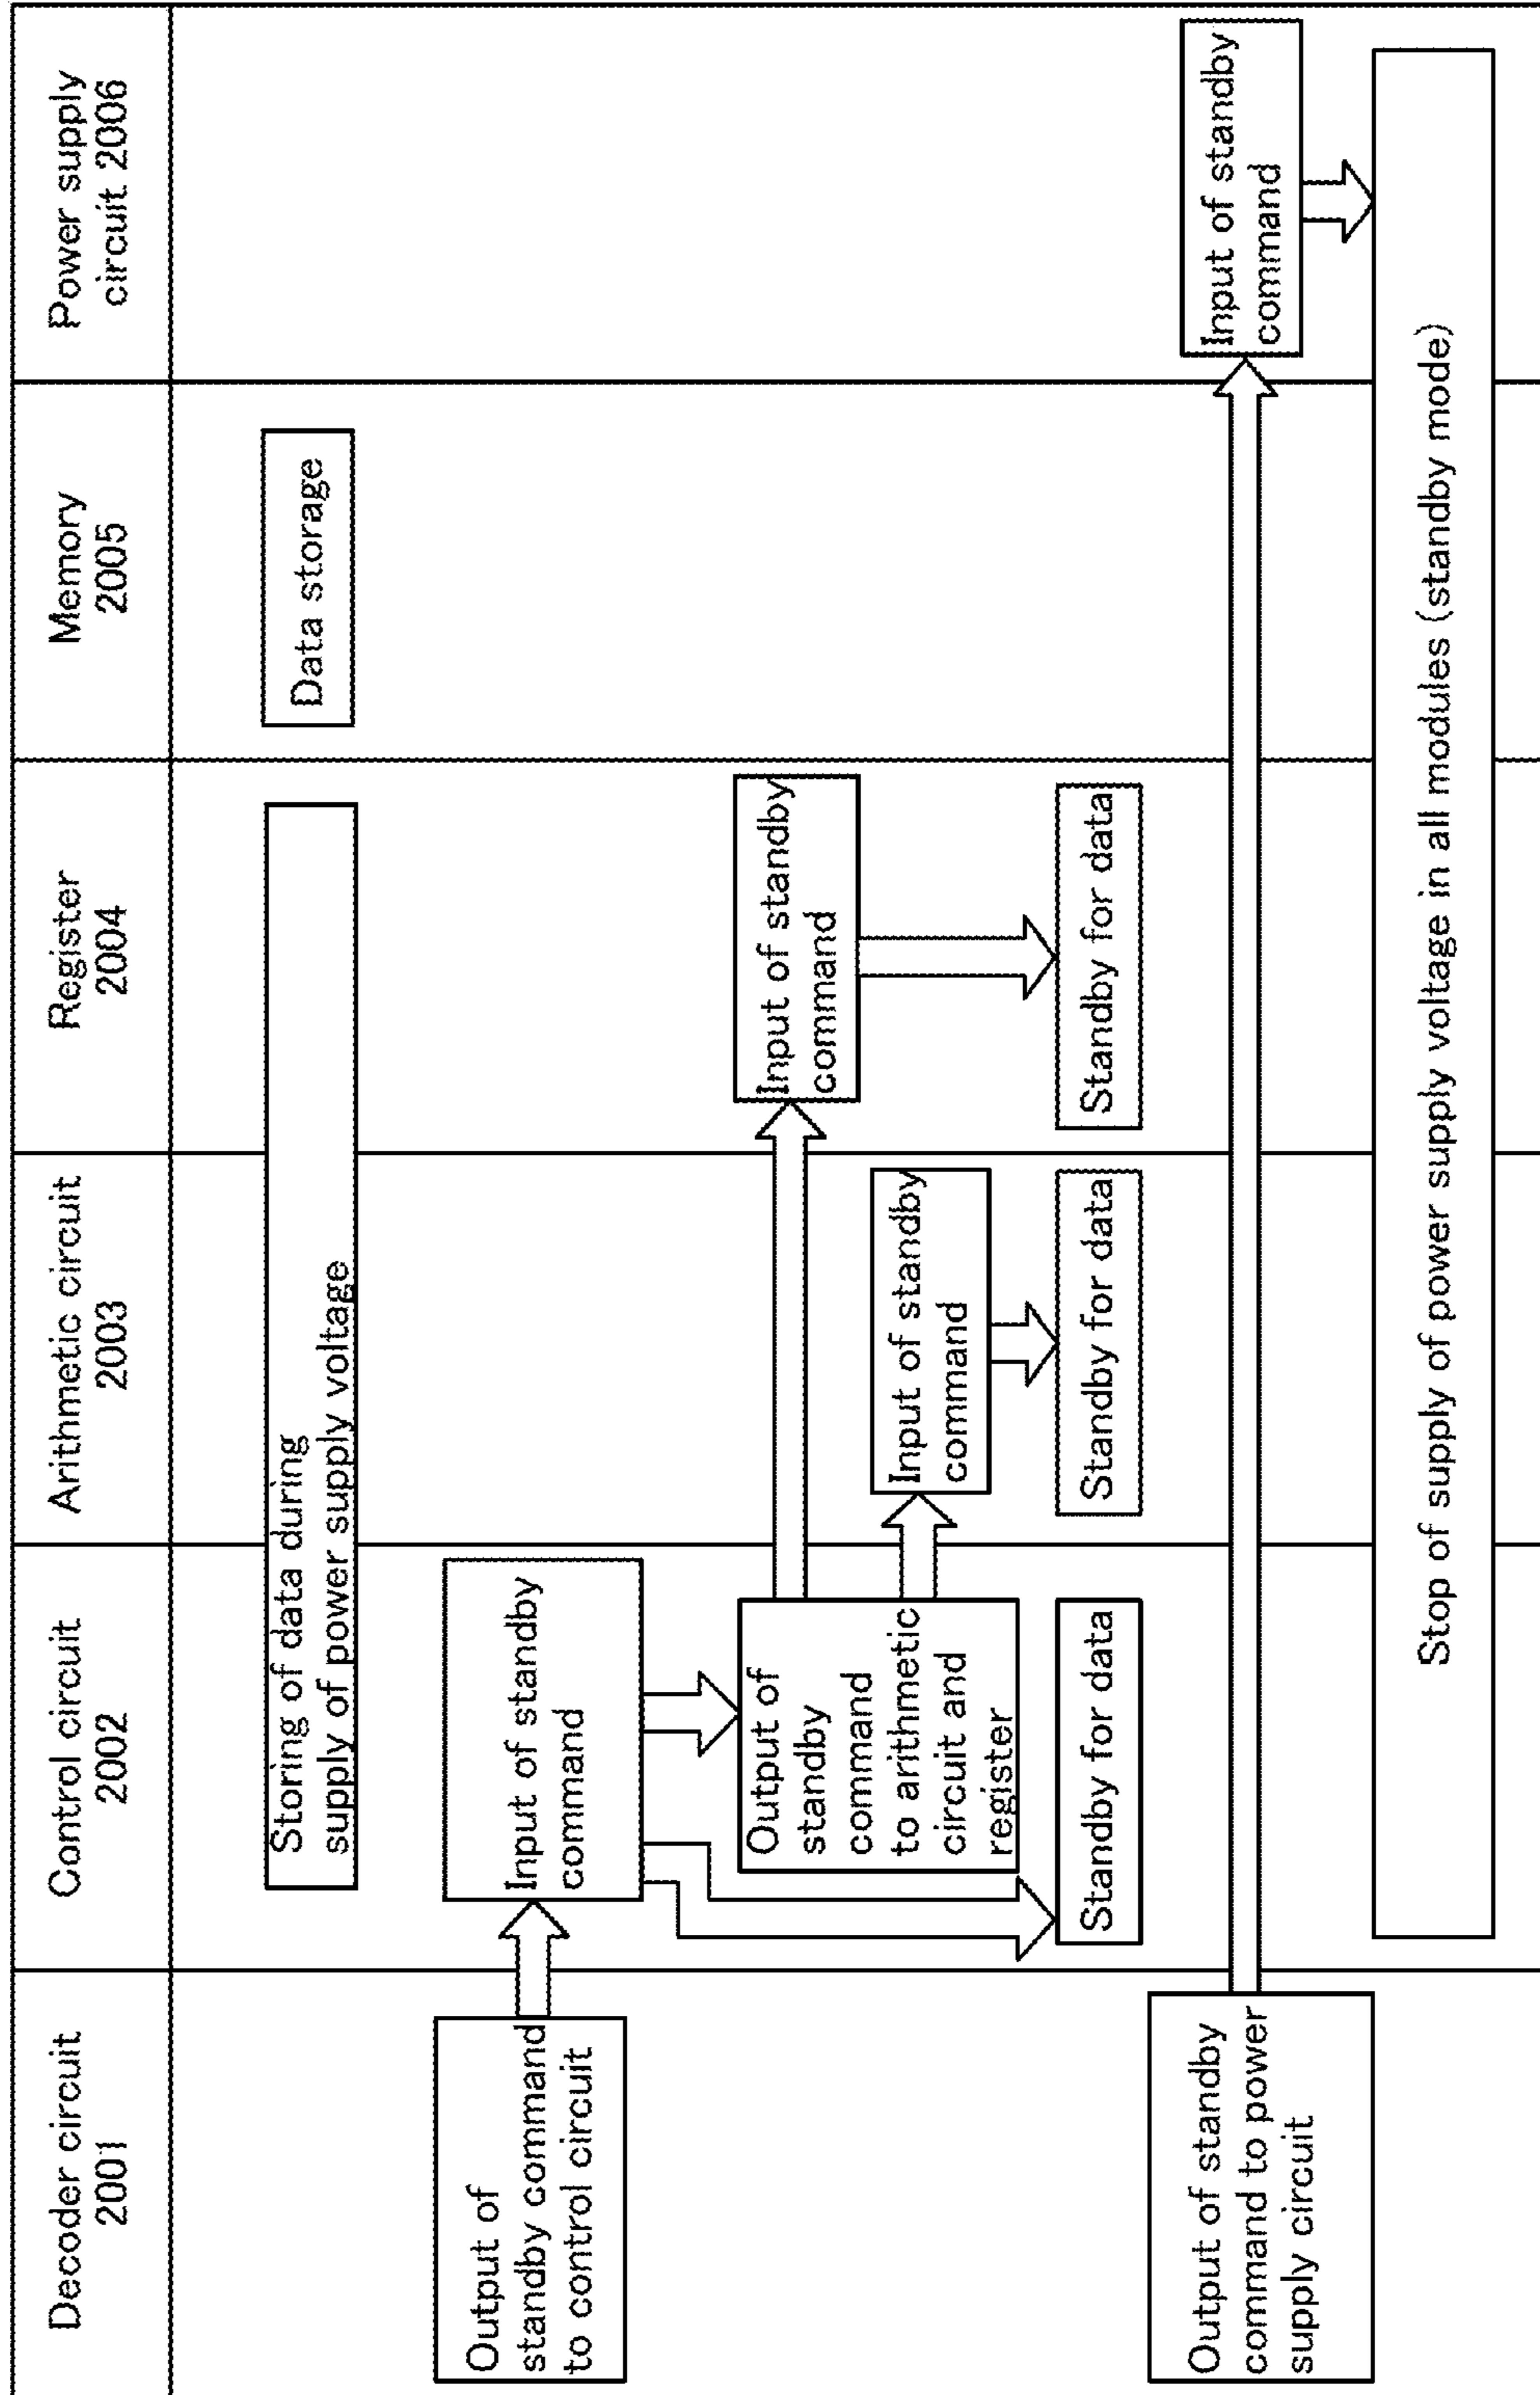 Decoder circuit
2001
Control circuit
2002
Arithmetic circuit
2003
Register
2004
Memory
2005
Power supply
circuit 2006
Storing of data during
supply of power supply voltage
Data storage
Output of
standby command
to control circuit
Input of standby
command
Output of
standby
command
to arithmetic
circuit and
register
Input of standby
command
Input of standby
command
Standby for data
Standby for data
Standby for data
Output of standby
command to power
supply circuit
Input of standby
command
Stop of supply of power supply voltage in all modules (standby mode)